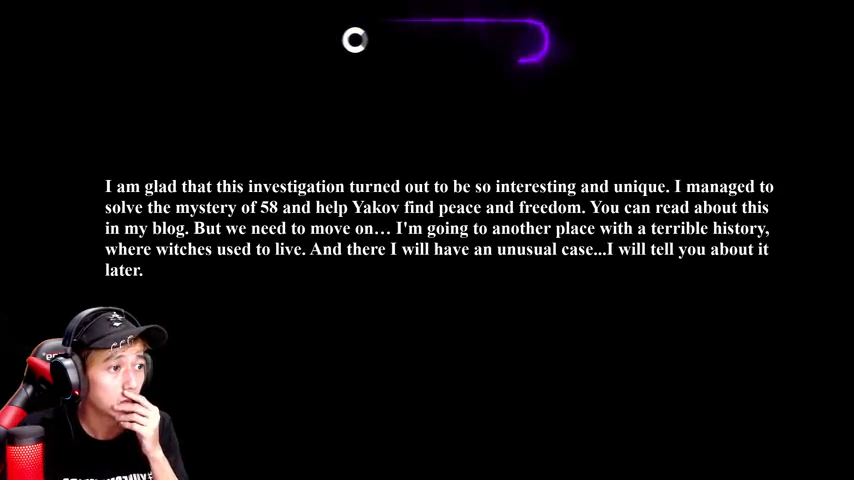 I am glad that this investigation turned out to be so interesting and unique. I managed to
solve the mystery of 58 and help Yakov find peace and freedom. You can read about this
in my blog. But we need to move on… I'm going to another place with a terrible history,
where witches used to live. And there I will have an unusual case...I will tell you about it
later.